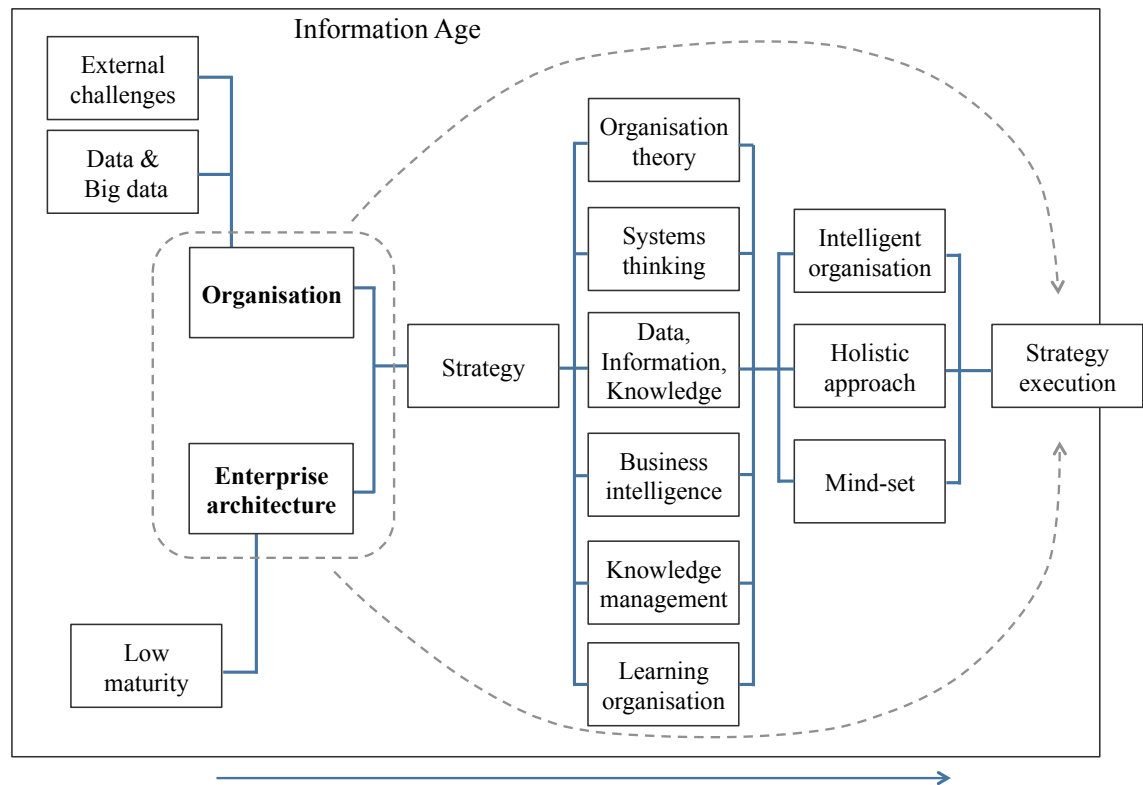 Information Age
External
challenges
Data &
Big data
Organisation
Enterprise
architecture
Low
maturity
Strategy
Organisation
theory
Systems
thinking
Data,
Information,
Knowledge
Business
intelligence
Knowledge
management
Learning
organisation
Intelligent
organisation
Holistic
approach
Mind-set
Strategy
execution